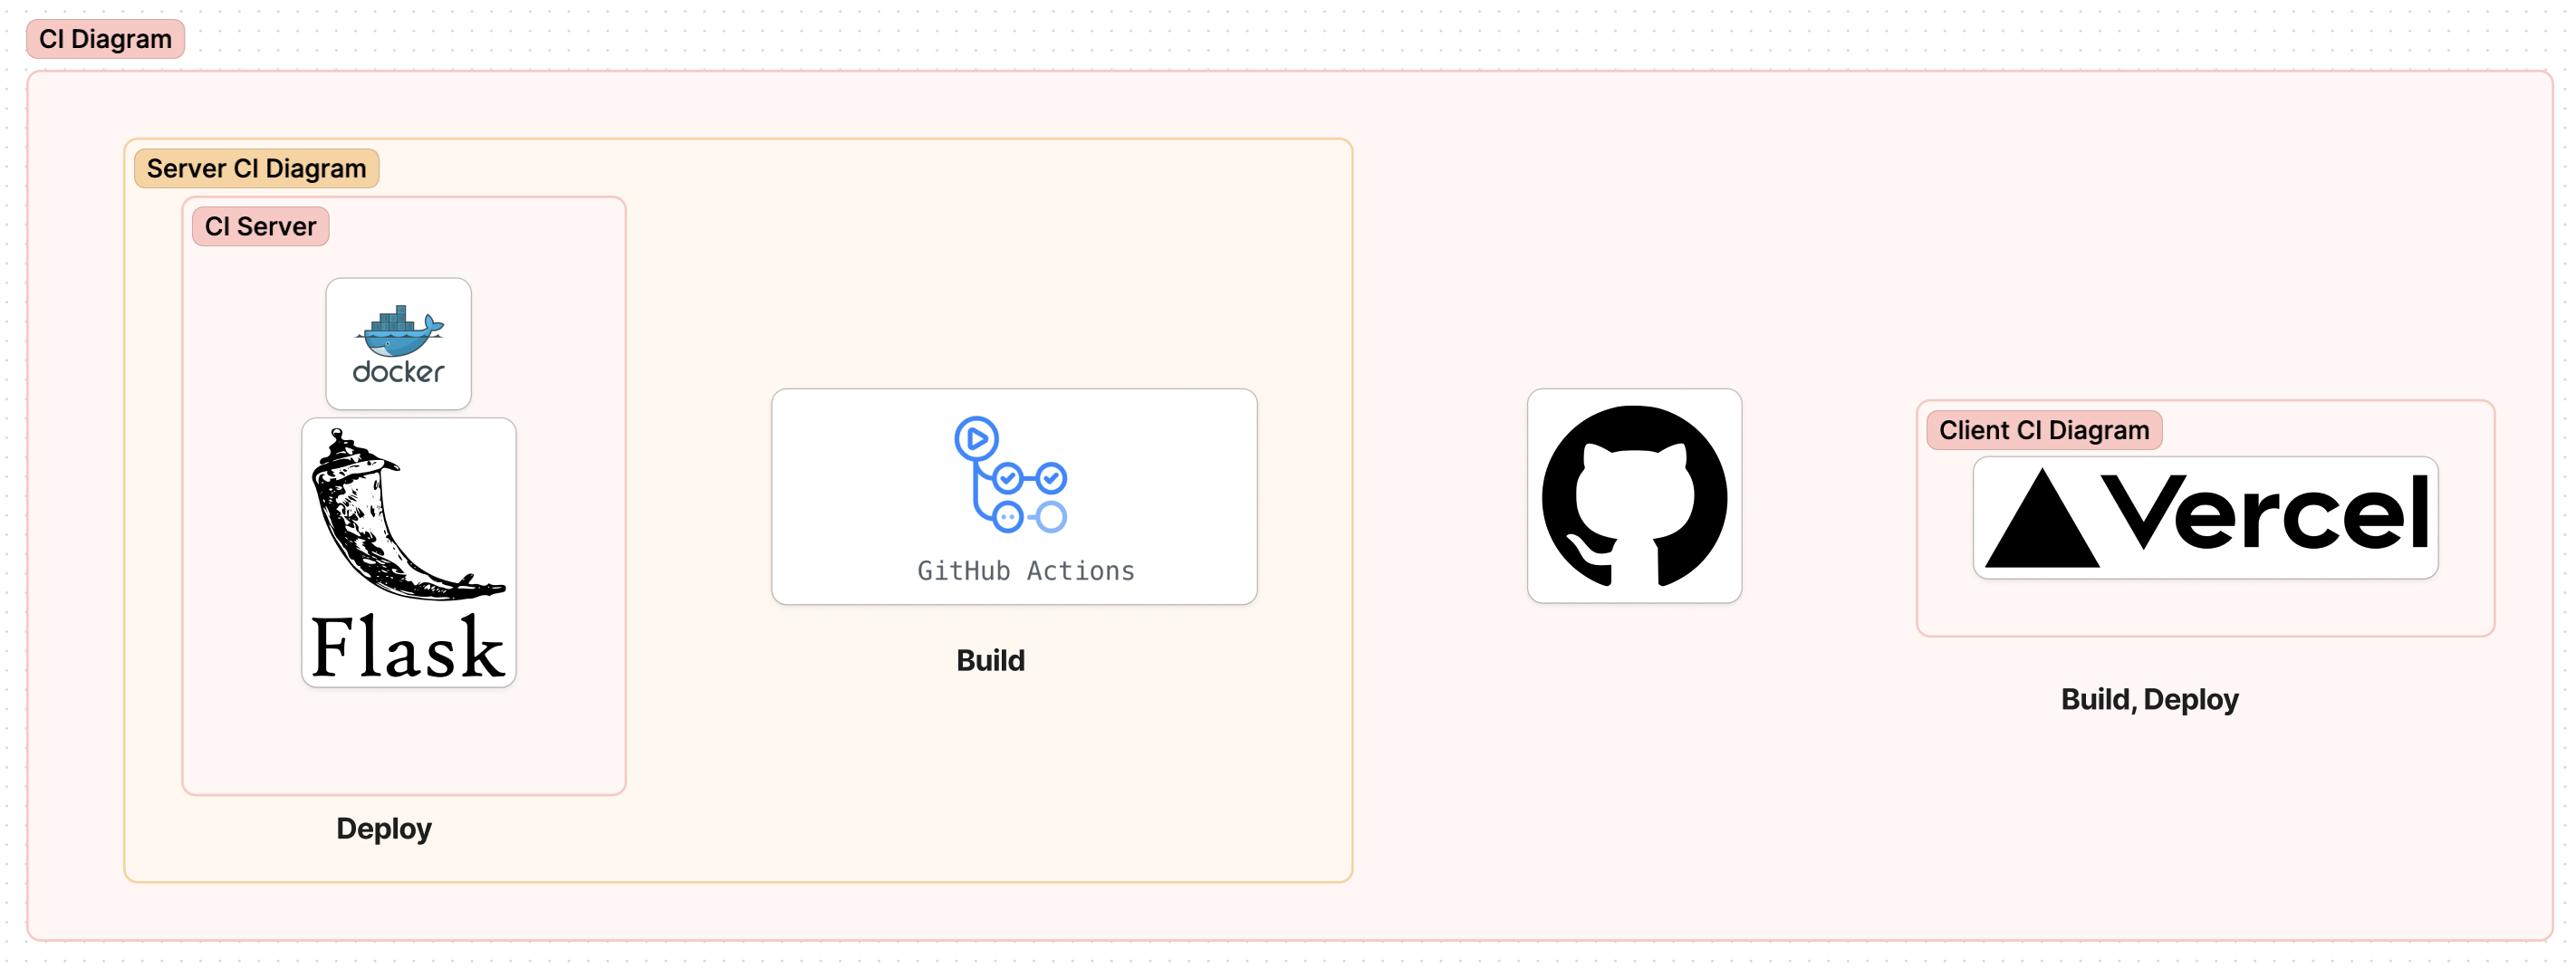 CI Diagram
Server CI Diagram
CI Server
docker
Flask
Deploy
GitHub Actions
Build
Client CI Diagram
Vercel
Build, Deploy